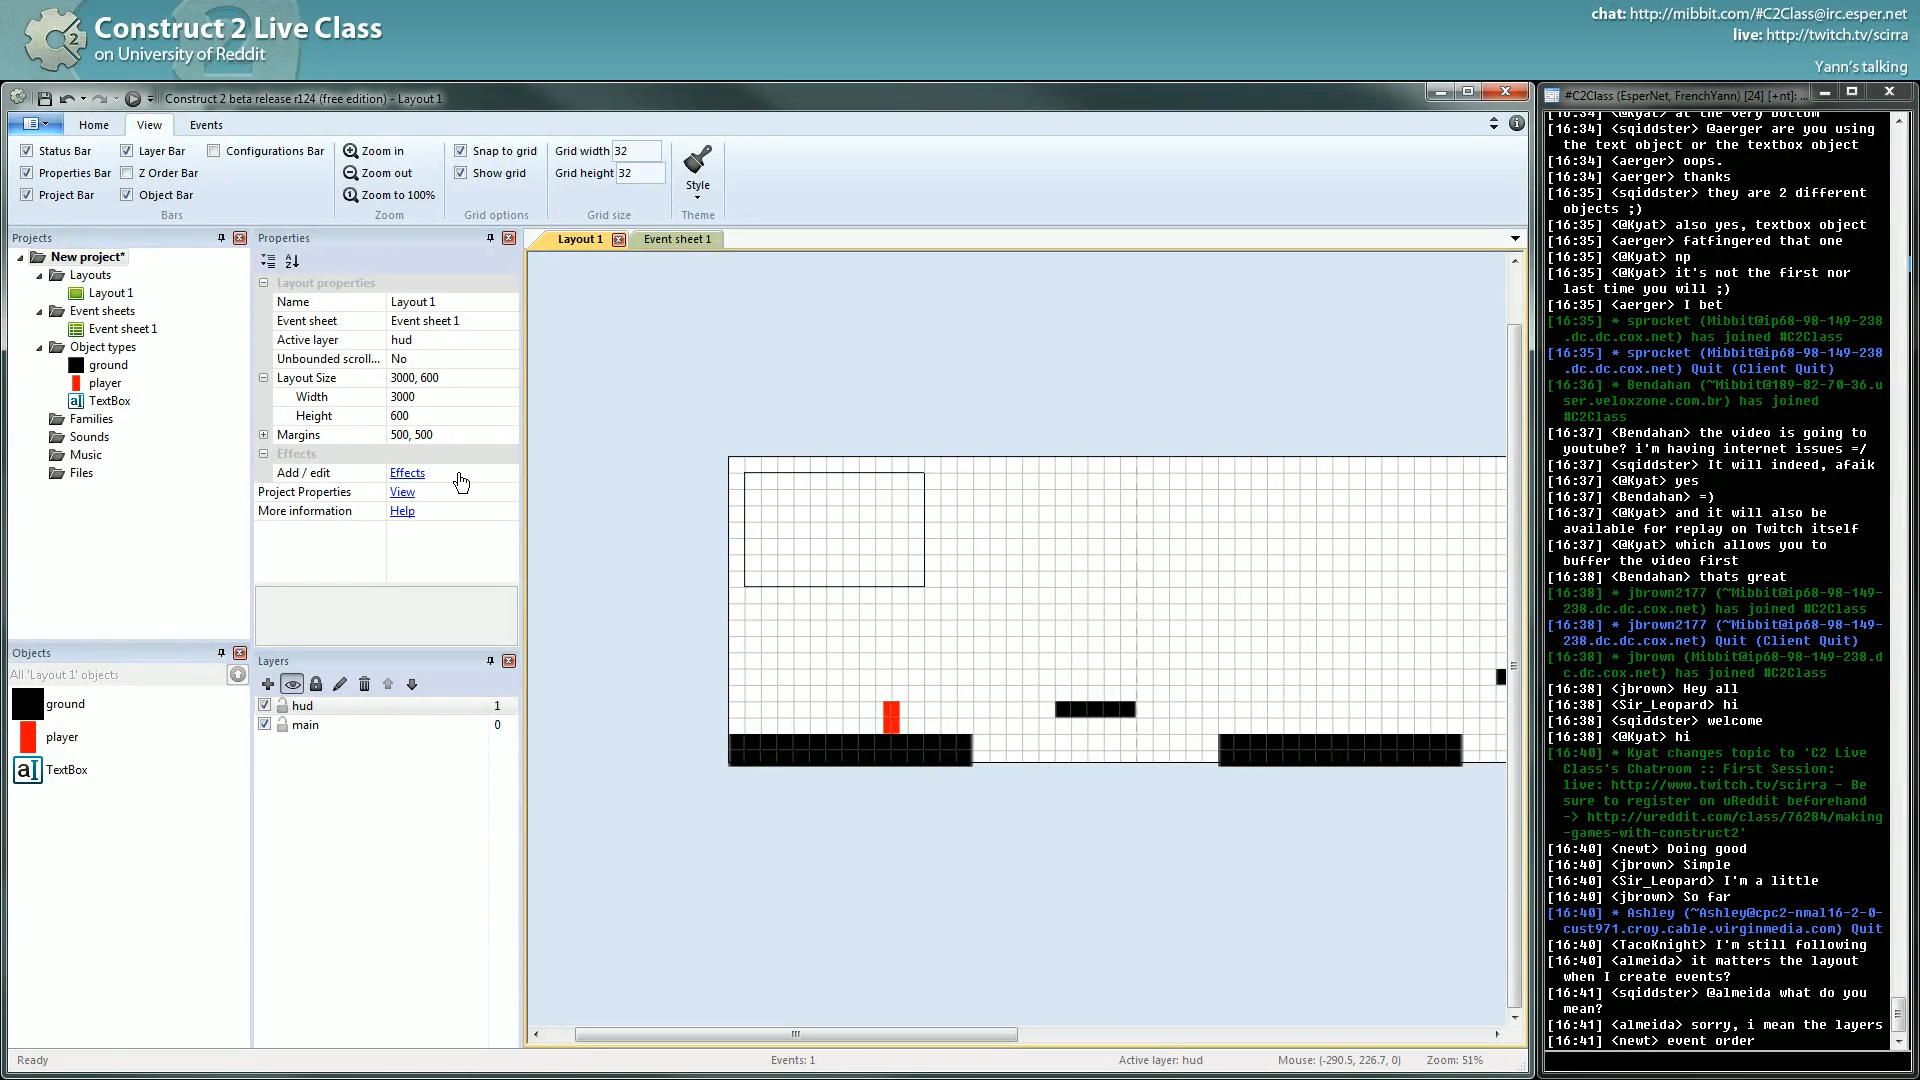 Construct 2 Live Class
on University of Reddit
chat: http://mibbit.com/#C2Class@irc.esper.net
live: http://twitch.tv/scirra
Yann's talking
Construct 2 beta release r124 (free edition) - Layout 1
Home View Events
Status Bar Layer Bar Configurations Bar
Properties Bar Z Order Bar
Project Bar Object Bar
Bars
Zoom in
Zoom out
Zoom to 100%
Zoom
Snap to grid
Show grid
Grid options
Grid width 32
Grid height 32
Grid size
Style
Theme
Projects
New project*
Layouts
Layout 1
Event sheets
Event sheet 1
Object types
ground
player
TextBox
Families
Sounds
Music
Files
Properties
Layout properties
Name Layout 1
Event sheet Event sheet 1
Active layer hud
Unbounded scroll... No
Layout Size 3000, 600
Width 3000
Height 600
Margins 500, 500
Effects
Add / edit Effects
Project Properties View
More information Help
Objects
All 'Layout 1' objects
ground
player
TextBox
Layers
hud 1
main 0
Layout 1 Event sheet 1
Ready
Events: 1
Active layer: hud
Mouse: (-290.5, 226.7, 0)
Zoom: 51%
#C2Class (EsperNet, FrenchYann) [24] [+nt]: ...
[16:34] <@Kyat> at the very bottom
[16:34] <sqiddster> @aerger are you using
the text object or the textbox object
[16:34] <aerger> oops.
[16:34] <aerger> thanks
[16:35] <sqiddster> they are 2 different
objects ;)
[16:35] <@Kyat> also yes, textbox object
[16:35] <aerger> fatfingered that one
[16:35] <@Kyat> np
[16:35] <@Kyat> it's not the first nor
last time you will ;)
[16:35] <aerger> I bet
[16:35] * sprocket (Mibbit@ip68-98-149-238
.dc.dc.cox.net) has joined #C2Class
[16:35] * sprocket (Mibbit@ip68-98-149-238
.dc.dc.cox.net) Quit (Client Quit)
[16:36] * Bendahan (~Mibbit@189-82-70-36.u
ser.veloxzone.com.br) has joined
#C2Class
[16:37] <Bendahan> the video is going to
youtube? i'm having internet issues =/
[16:37] <sqiddster> It will indeed, afaik
[16:37] <@Kyat> yes
[16:37] <Bendahan> =)
[16:37] <@Kyat> and it will also be
available for replay on Twitch itself
[16:37] <@Kyat> which allows you to
buffer the video first
[16:38] <Bendahan> thats great
[16:38] * jbrown2177 (~Mibbit@ip68-98-149-
238.dc.dc.cox.net) has joined #C2Class
[16:38] * jbrown2177 (~Mibbit@ip68-98-149-
238.dc.dc.cox.net) Quit (Client Quit)
[16:38] * jbrown (~Mibbit@ip68-98-149-238.d
c.dc.cox.net) has joined #C2Class
[16:38] <jbrown> Hey all
[16:38] <Sir_Leopard> hi
[16:38] <sqiddster> welcome
[16:38] <@Kyat> hi
[16:40] * Kyat changes topic to 'C2 Live
Class's Chatroom :: First Session:
live: http://www.twitch.tv/scirra - Be
sure to register on uReddit beforehand
-> http://ureddit.com/class/76284/making
-games-with-construct2'
[16:40] <newt> Doing good
[16:40] <jbrown> Simple
[16:40] <Sir_Leopard> I'm a little
[16:40] <jbrown> So far
[16:40] * Ashley (~Ashley@cpc2-nmal16-2-0-
cust971.croy.cable.virginmedia.com) Quit
[16:40] <TacoKnight> I'm still following
[16:40] <almeida> it matters the layout
when I create events?
[16:41] <sqiddster> @almeida what do you
mean?
[16:41] <almeida> sorry, i mean the layers
[16:41] <newt> event order